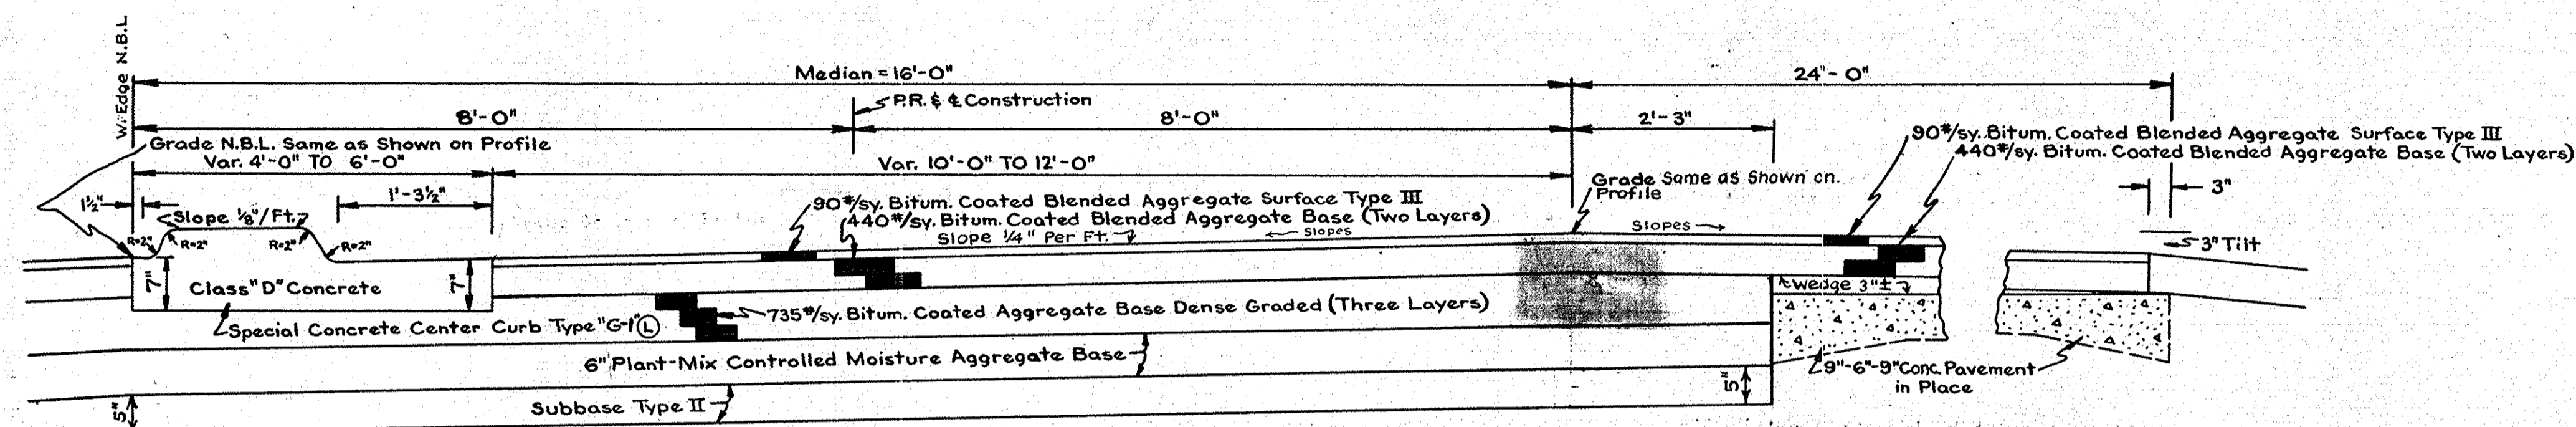 W. Edge N.B.L
Median = 16'-0"
24'-0"
P.R. & ℄ Construction
8'-0"
8'-0"
2'-3"
Grade N.B.L. Same as Shown on Profile
Var. 4'-0" TO 6'-0"
Var. 10'-0" TO 12'-0"
90#/sy. Bitum. Coated Blended Aggregate Surface Type III
440#/sy. Bitum. Coated Blended Aggregate Base (Two Layers)
1½"
1'-3½"
Grade Same as Shown on.
Profile
3"
Slope ⅛"/Ft.
90#/sy. Bitum. Coated Blended Aggregate Surface Type III
440#/sy. Bitum. Coated Blended Aggregate Base (Two Layers)
Slope 1/4" Per Ft.
Slopes
Slopes
R=2"
R=2"
R=2"
R=2"
3" Tilt
7"
Class "D" Concrete
7"
Wedge 3"±
Special Concrete Center Curb Type "G-1" L
735#/sy. Bitum. Coated Aggregate Base Dense Graded (Three Layers)
6" Plant-Mix Controlled Moisture Aggregate Base
9"-6"-9" Conc. Pavement
in Place
5"
5"
Subbase Type II